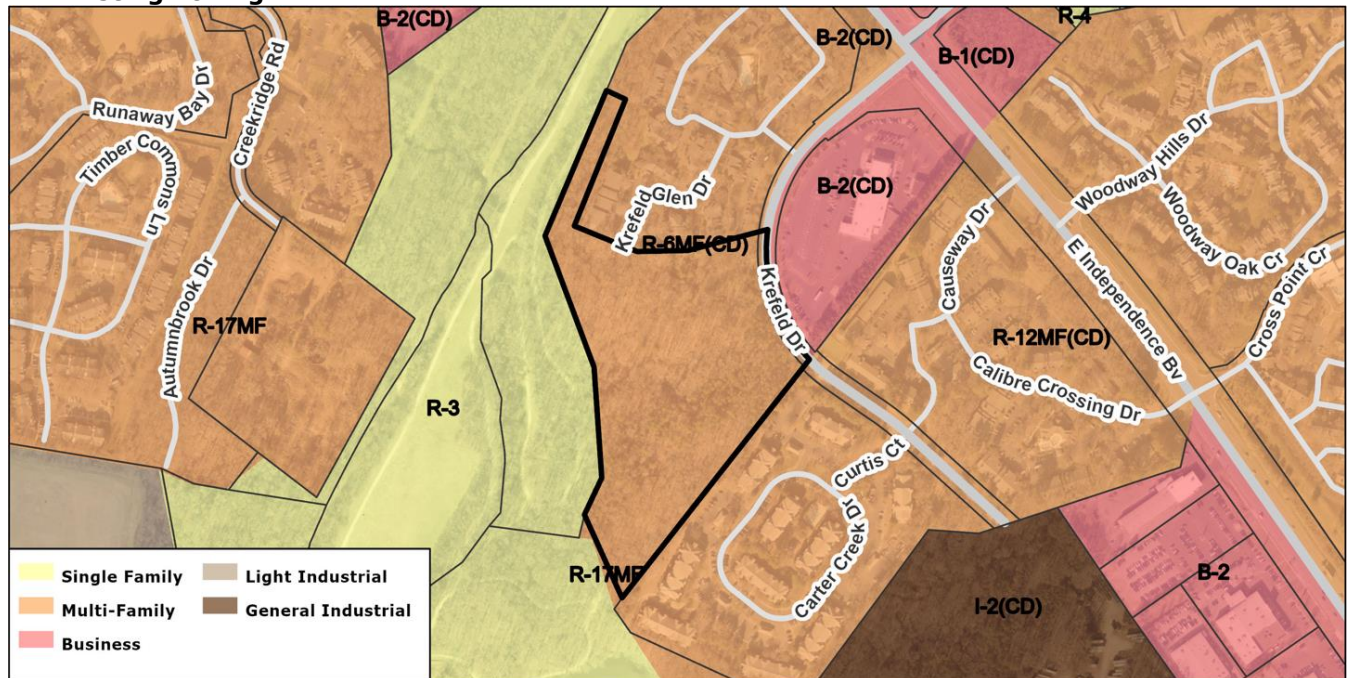 B-2(CD)
R-4
B-2(CD)
B-1(CD)
Creekridge Rd
Runaway Bay Dr
Timber Commons Ln
Woodway Hills Dr
B-2(CD)
Krefeld Glen Dr
R-6MF(CD)
Woodway Oak Cr
Causeway Dr
E Independence Bv
Cross Point Cr
Autumnbrook Dr
R-17MF
Krefeld Dr
R-12MF(CD)
Calibre Crossing Dr
R-3
Curtis Ct
Carter Creek Dr
R-17MF
B-2
I-2(CD)
Single Family
Light Industrial
Multi-Family
General Industrial
Business